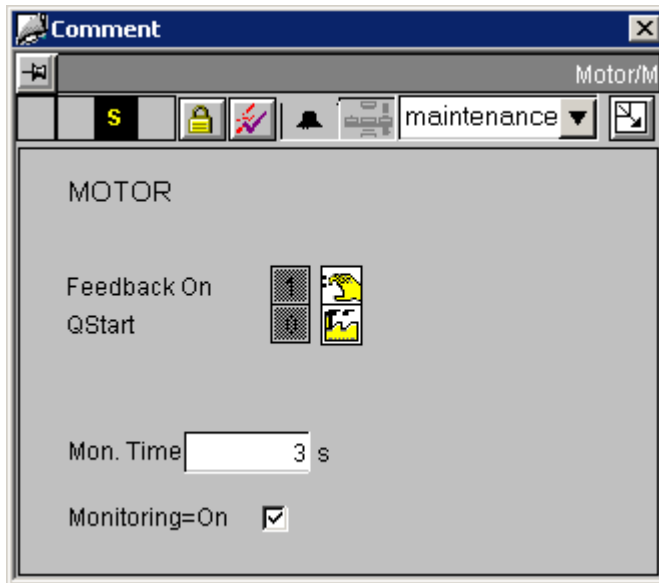 Comment
Motor/M
S
maintenance
MOTOR
Feedback On 1
QStart 0
Mon. Time 3 s
Monitoring=On